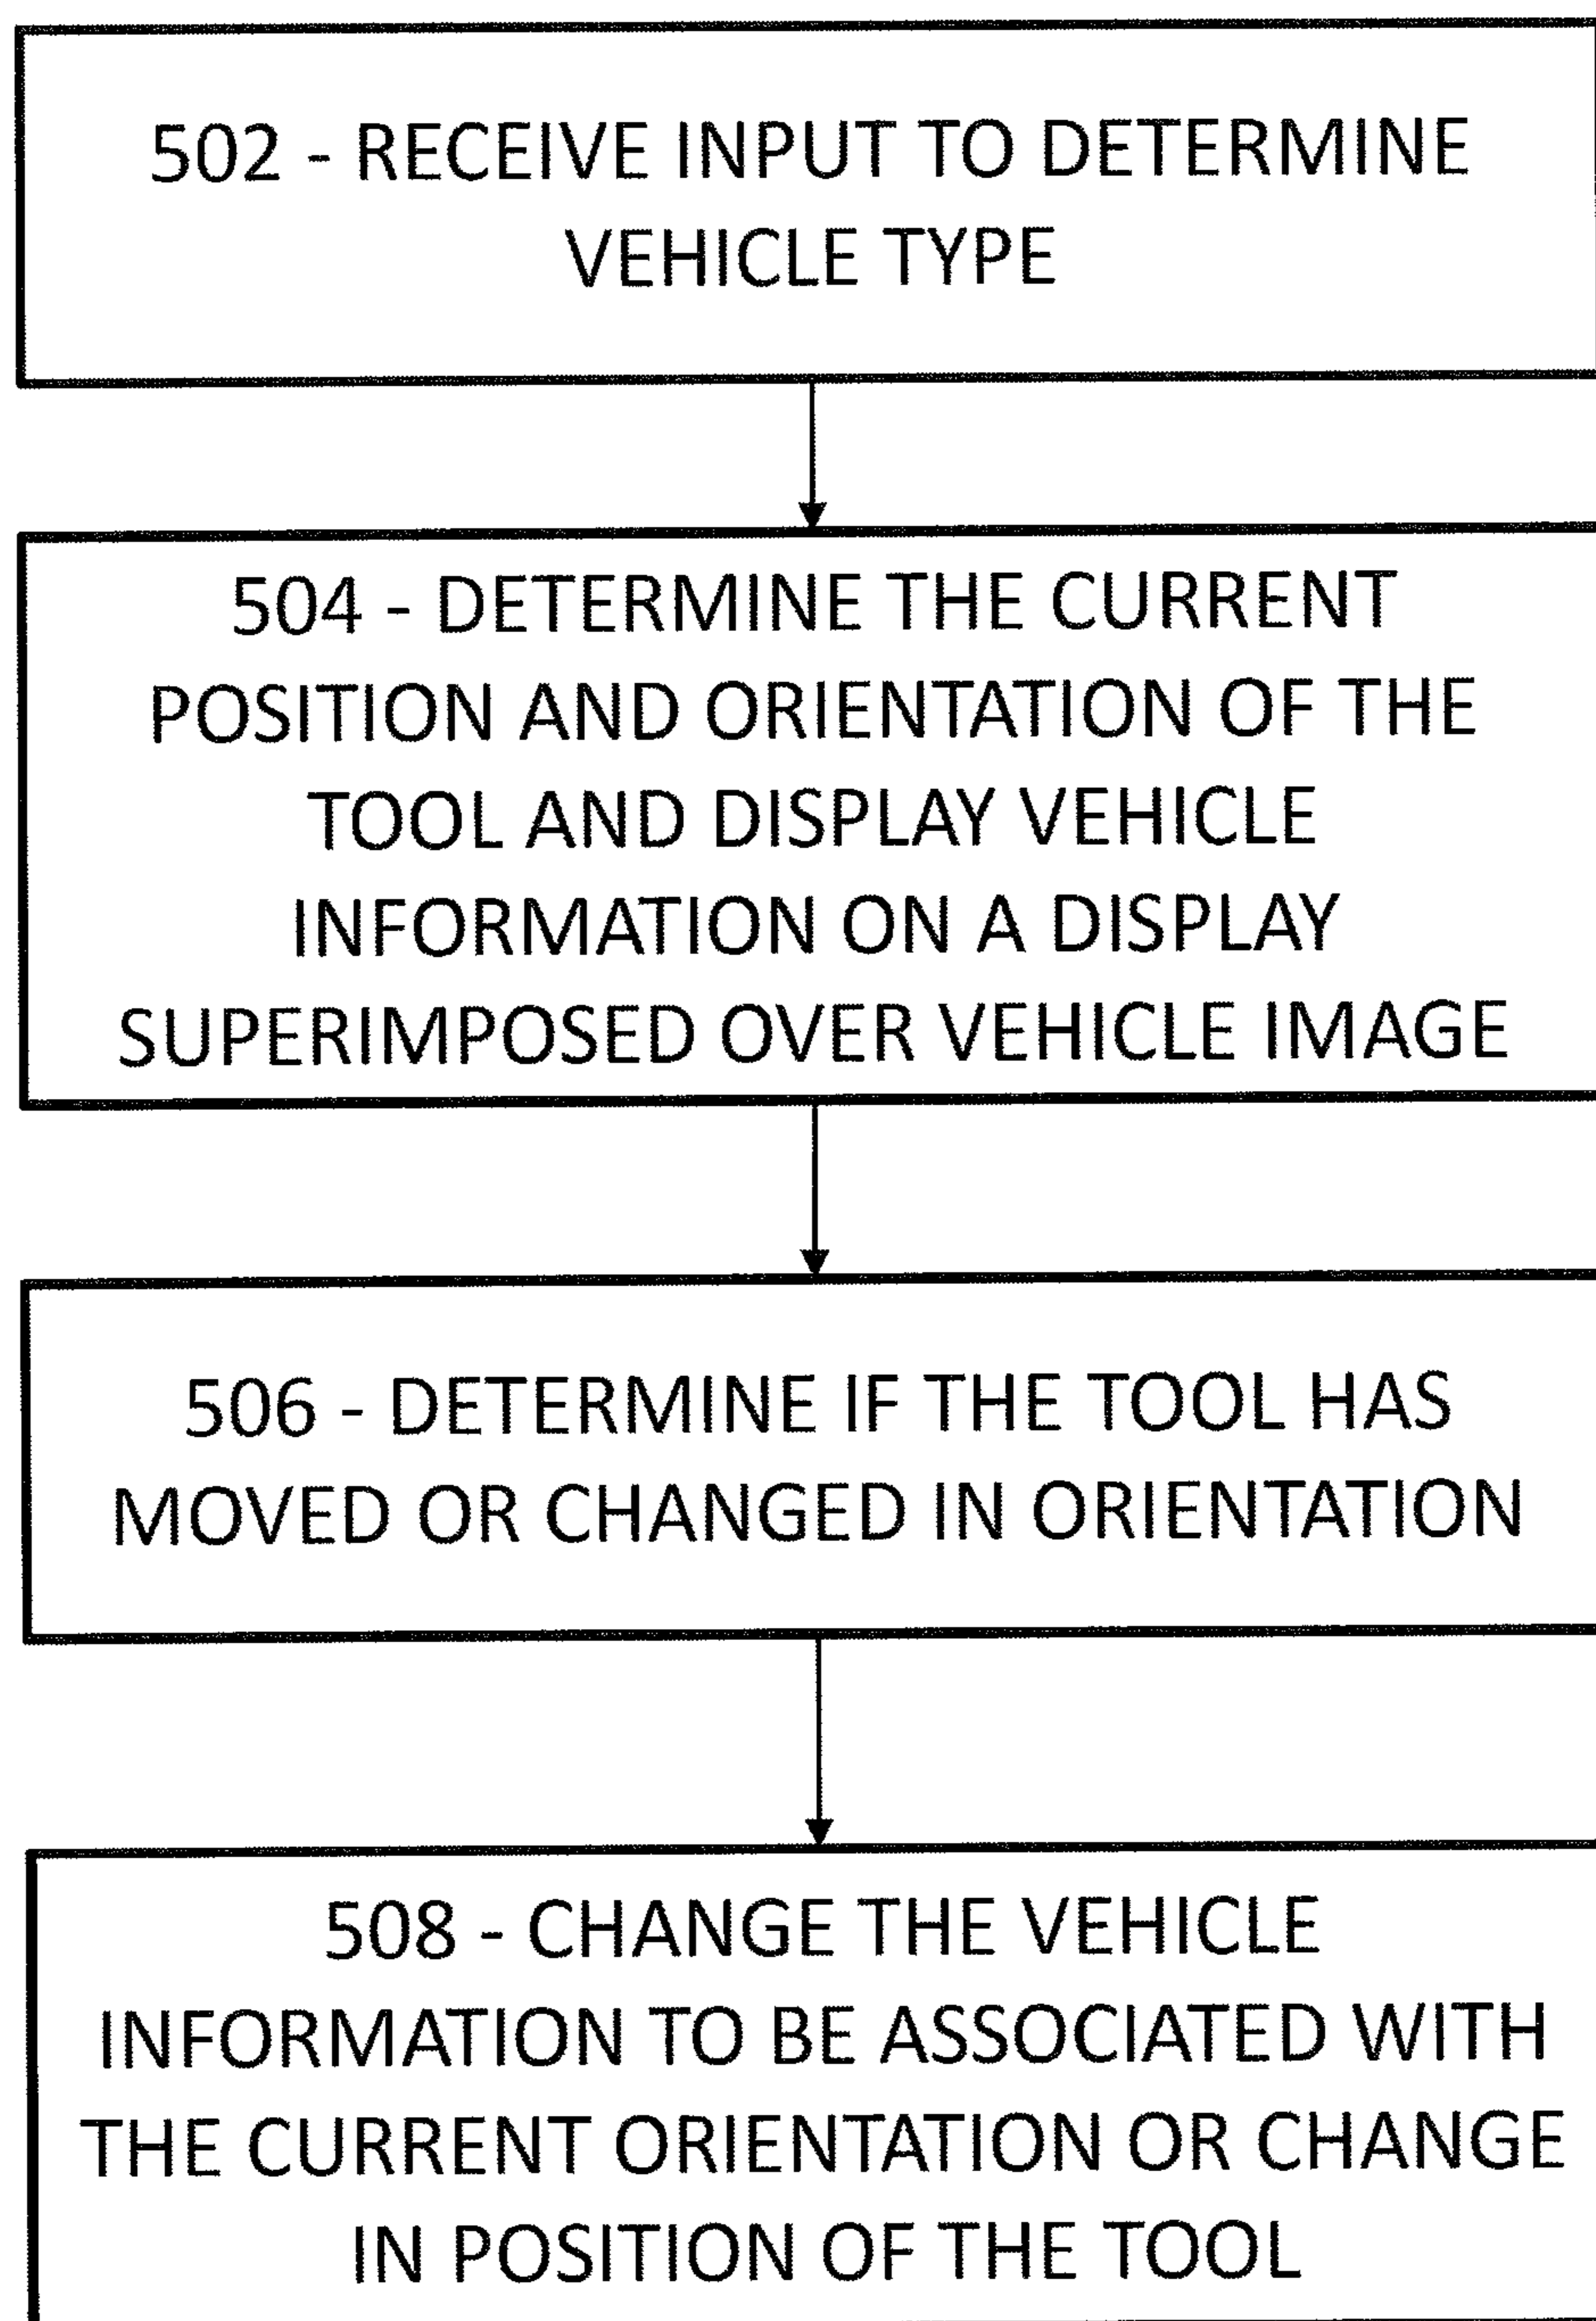 502 - RECEIVE INPUT TO DETERMINE
VEHICLE TYPE
504 - DETERMINE THE CURRENT
POSITION AND ORIENTATION OF THE
TOOL AND DISPLAY VEHICLE
INFORMATION ON A DISPLAY
SUPERIMPOSED OVER VEHICLE IMAGE
506 - DETERMINE IF THE TOOL HAS
MOVED OR CHANGED IN ORIENTATION
508 - CHANGE THE VEHICLE
INFORMATION TO BE ASSOCIATED WITH
THE CURRENT ORIENTATION OR CHANGE
IN POSITION OF THE TOOL